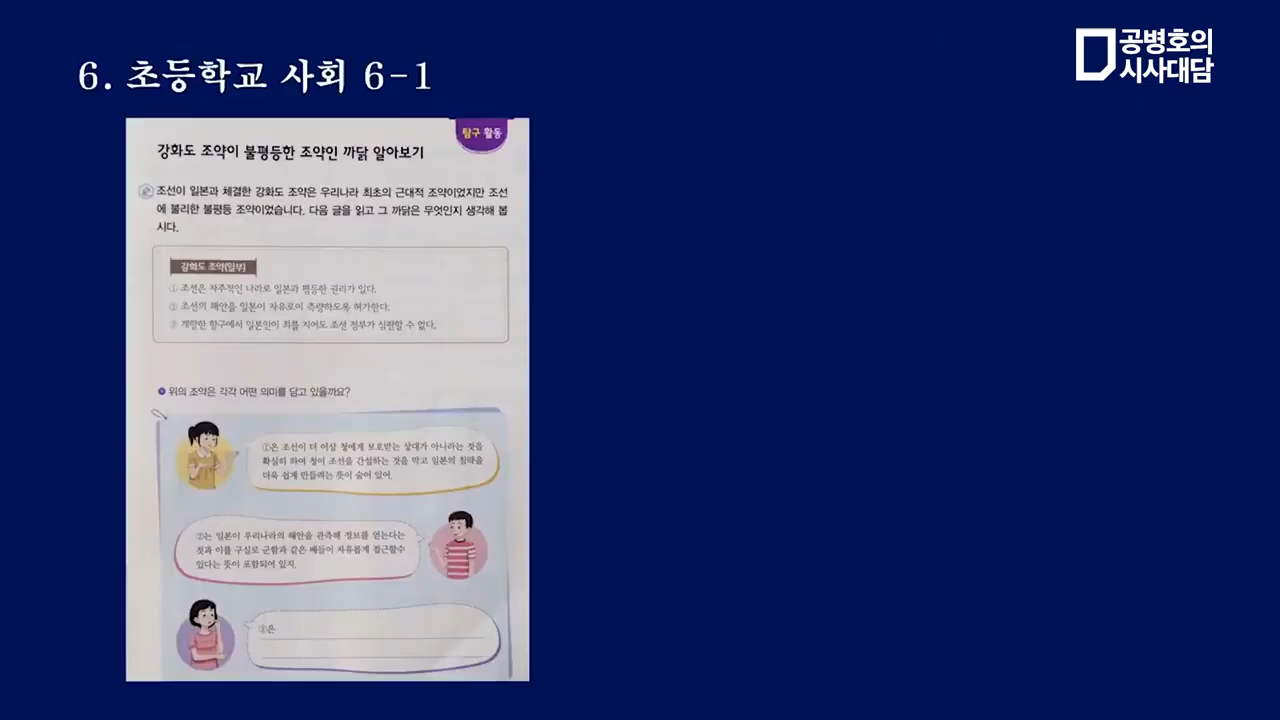 6. 초등학교 사회 6-1
공병호의
시사대담
탐구 활동
강화도 조약이 불평등한 조약인 까닭 알아보기
조선이 일본과 체결한 강화도 조약은 우리나라 최초의 근대적 조약이었지만 조선
에 불리한 불평등 조약이었습니다. 다음 글을 읽고 그 까닭은 무엇인지 생각해 봅
시다.
강화도 조약(일부)
① 조선은 자주적인 나라로 일본과 평등한 권리가 있다.
② 조선의 해안을 일본이 자유로이 측량하도록 허가한다.
③ 개항한 항구에서 일본인이 죄를 지어도 조선 정부가 심판할 수 없다.
위의 조약은 각각 어떤 의미를 담고 있을까요?
①은 조선이 더 이상 청에게 보호받는 상대가 아니라는 것을
확실히 하여 청이 조선을 간섭하는 것을 막고 일본의 침략을
더욱 쉽게 만들려는 뜻이 숨어 있어.
②는 일본이 우리나라의 해안을 관측해 정보를 얻는다는
것과 이를 구실로 군함과 같은 배들이 자유롭게 접근할수
있다는 뜻이 포함되어 있지.
③은